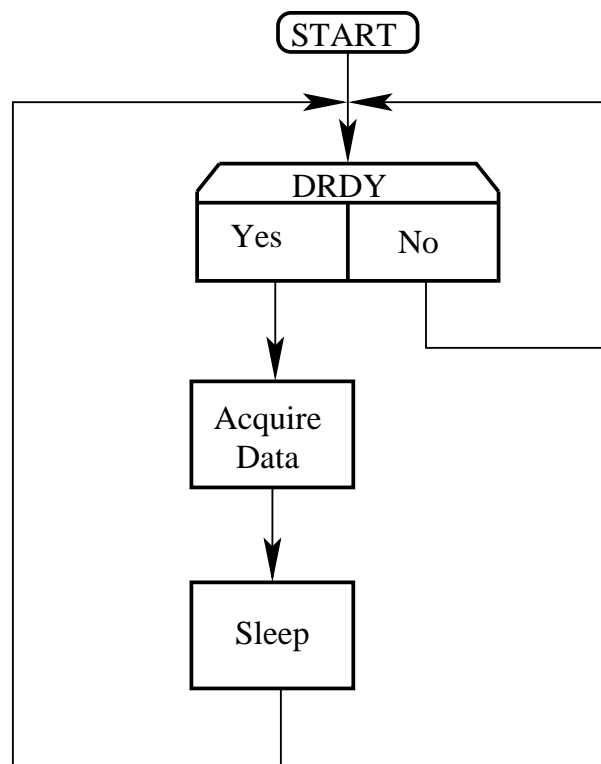 START
DRDY
Yes
No
Acquire
Data
Sleep